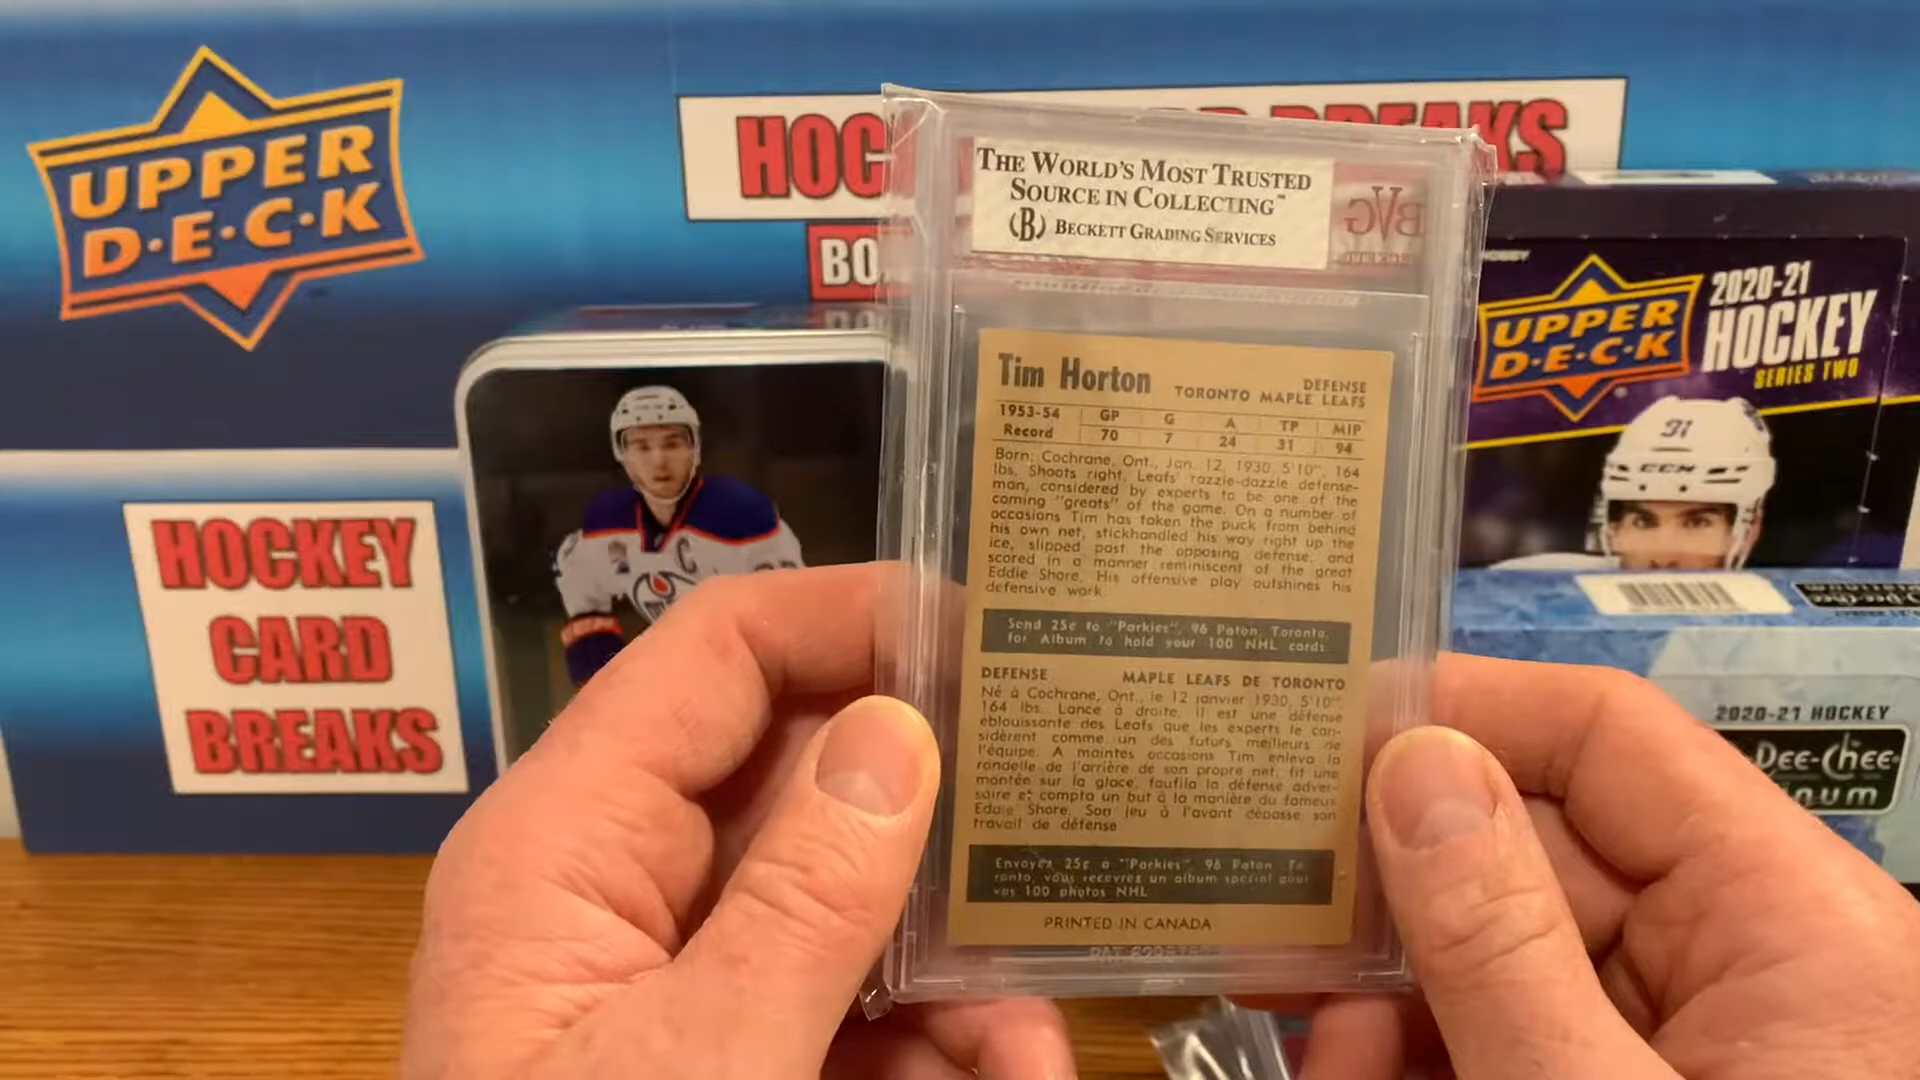 UPPER
D·E·C·K
HOCKEY
CARD
BREAKS
HOC
BREAKS
BO
THE WORLD'S MOST TRUSTED
SOURCE IN COLLECTING™
(B) BECKETT GRADING SERVICES
BVG
Tim Horton
DEFENSE
TORONTO MAPLE LEAFS
1953-54 GP G A TP MIP
Record 70 7 24 31 94
Born: Cochrane, Ont., Jan. 12, 1930. 5'10", 164
lbs. Shoots right. Leafs' razzle-dazzle defense-
man, considered by experts to be one of the
coming "greats" of the game. On a number of
occasions Tim has taken the puck from behind
his own net, stickhandled his way right up the
ice, slipped past the opposing defense, and
scored in a manner reminiscent of the great
Eddie Shore. His offensive play outshines his
defensive work.
Send 25¢ to "Parkies", 96 Paton, Toronto,
for Album to hold your 100 NHL cards.
DEFENSE MAPLE LEAFS DE TORONTO
Né à Cochrane, Ont., le 12 janvier 1930. 5'10",
164 lbs. Lance à droite. Il est une défense
éblouissante des Leafs que les experts le con-
sidèrent comme un des futurs meilleurs de
l'équipe. A maintes occasions Tim enleva la
rondelle de l'arrière de son propre net, fit une
montée sur la glace, faufila la défense adver-
saire et compta un but à la manière du fameux
Eddie Shore. Son jeu à l'avant dépasse son
travail de défense
Envoyez 25¢ à "Parkies", 96 Paton, To-
ronto, vous recevrez un album spécial pour
vos 100 photos NHL
PRINTED IN CANADA
HOBBY
UPPER
D·E·C·K
2020-21
HOCKEY
SERIES TWO
91
CCM
C
2020-21 HOCKEY
Pee-Chee